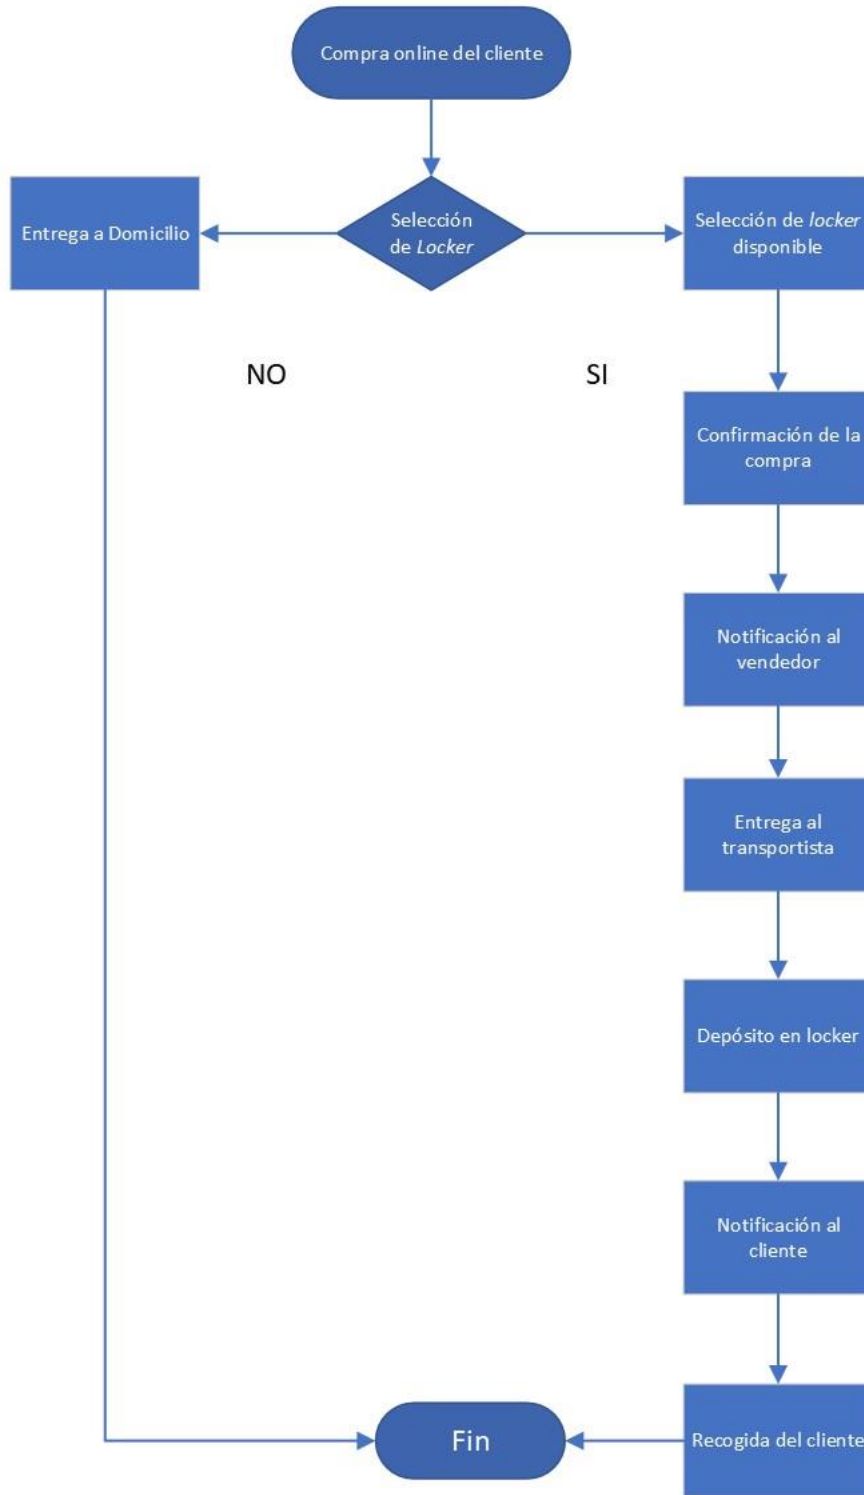 Compra online del cliente
Entrega a Domicilio
Selección
de Locker
Selección de locker
disponible
NO
SI
Confirmación de la
compra
Notificación al
vendedor
Entrega al
transportista
Depósito en locker
Notificación al
cliente
Fin
Recogida del cliente